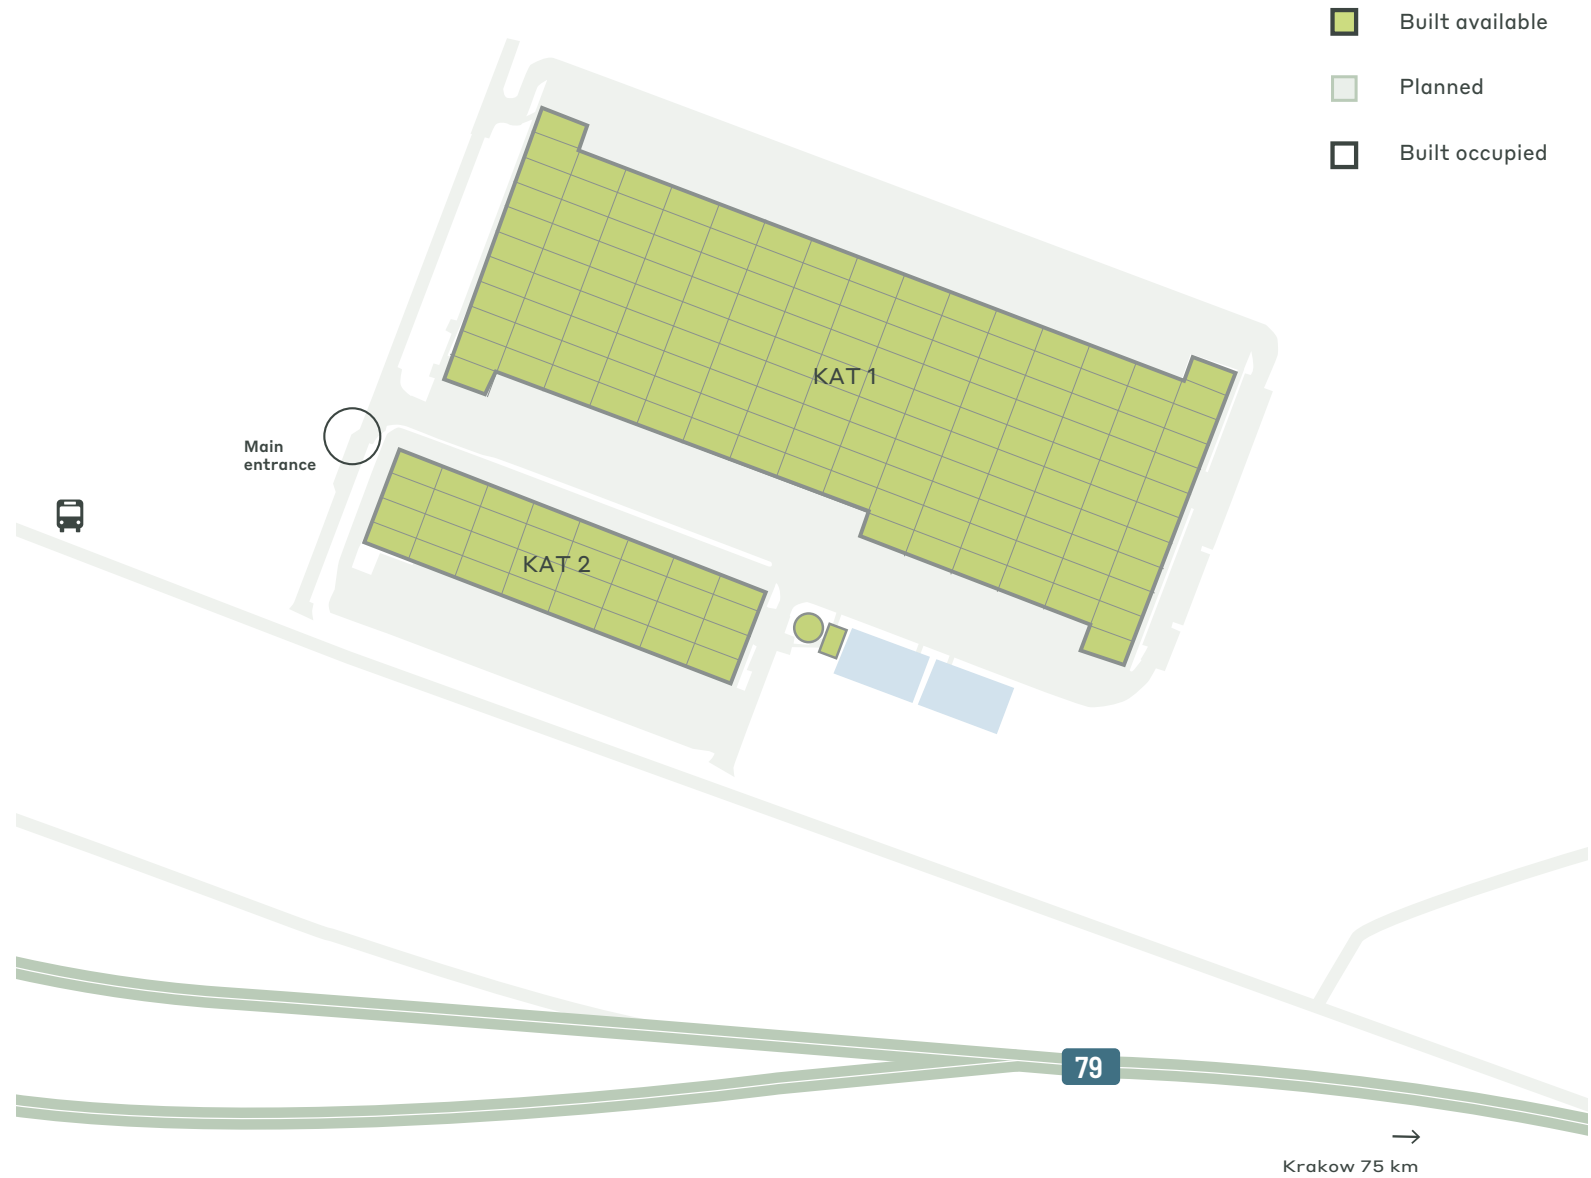 Built available
Planned
Built occupied
KAT 1
Main
entrance
KAT 2
79
Krakow 75 km